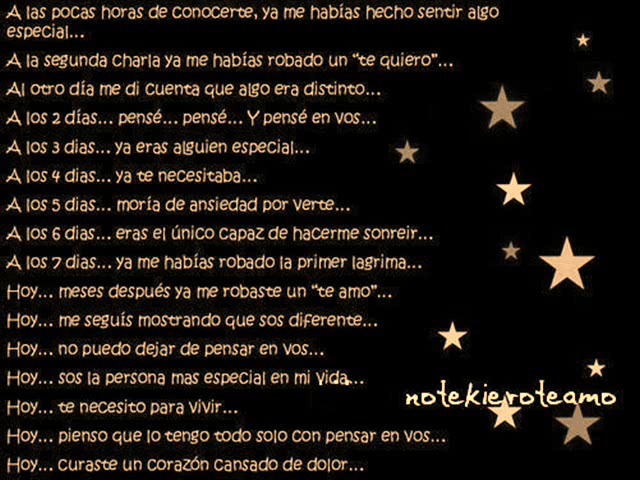 A las pocas horas de conocerte, ya me habías hecho sentir algo
especial...
A la segunda charla ya me habías robado un "te quiero"...
Al otro día me di cuenta que algo era distinto...
A los 2 días... pensé... pensé... Y pensé en vos...
A los 3 dias... ya eras alguien especial...
A los 4 dias... ya te necesitaba...
A los 5 dias... moría de ansiedad por verte...
A los 6 dias... eras el único capaz de hacerme sonreir...
A los 7 dias... ya me habías robado la primer lagrima...
Hoy... meses después ya me robaste un "te amo"...
Hoy... me seguís mostrando que sos diferente...
Hoy... no puedo dejar de pensar en vos...
Hoy... sos la persona mas especial en mi vida...
Hoy... te necesito para vivir...
Hoy... pienso que lo tengo todo solo con pensar en vos...
Hoy... curaste un corazón cansado de dolor...
notekieroteamo